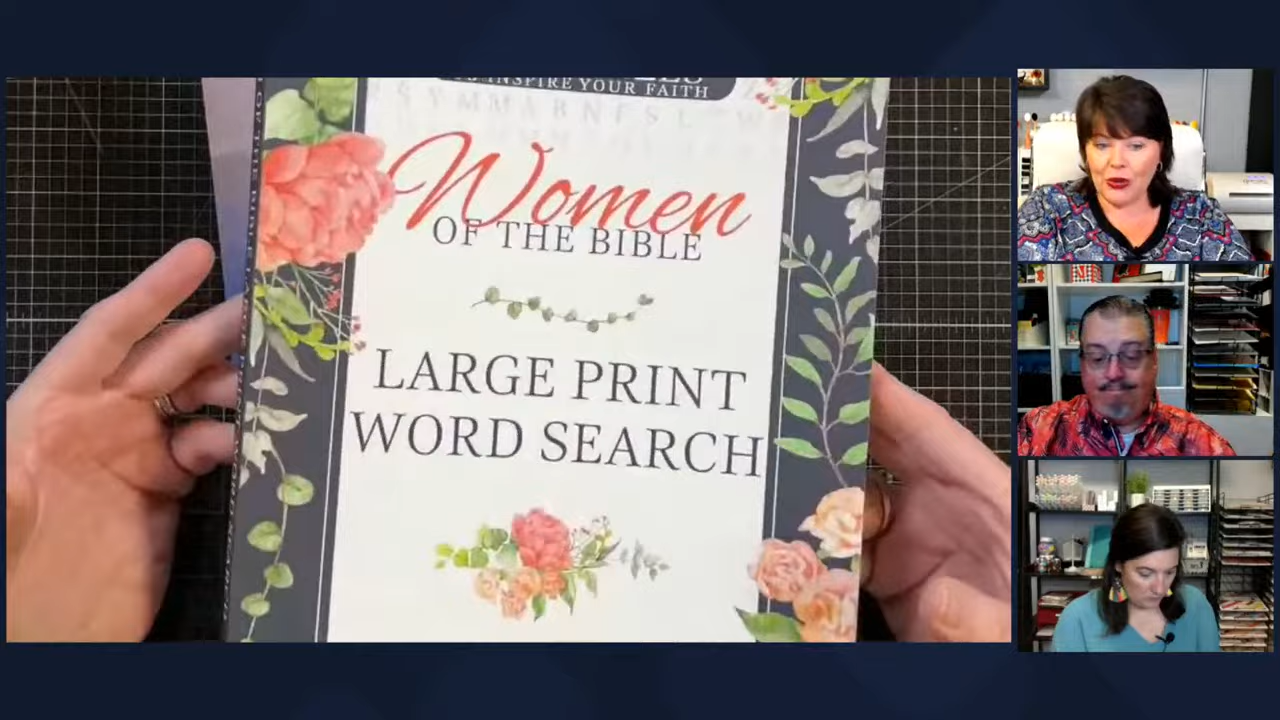 INSPIRE YOUR FAITH
Women
OF THE BIBLE
LARGE PRINT
WORD SEARCH